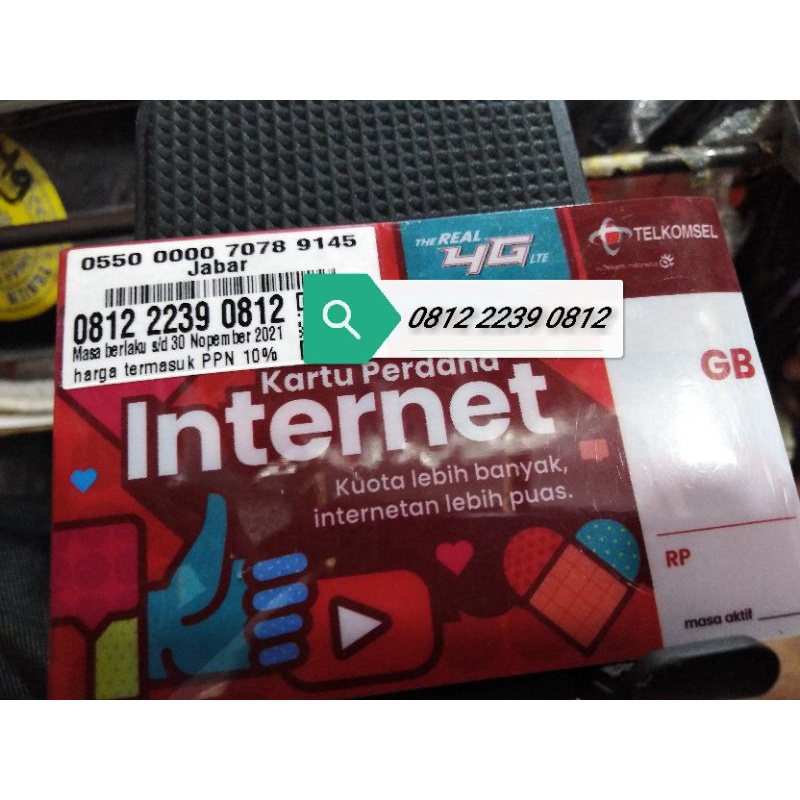 0550 0000 7078 9145
Jabar
0812 2239 0812
Masa berlaku s/d 30 Nopember 2021
harga termasuk PPN 10%
THE REAL
4G LTE
TELKOMSEL
0812 2239 0812
Kartu Perdana
Internet
Kuota lebih banyak,
internetan lebih puas.
GB
RP
masa aktif